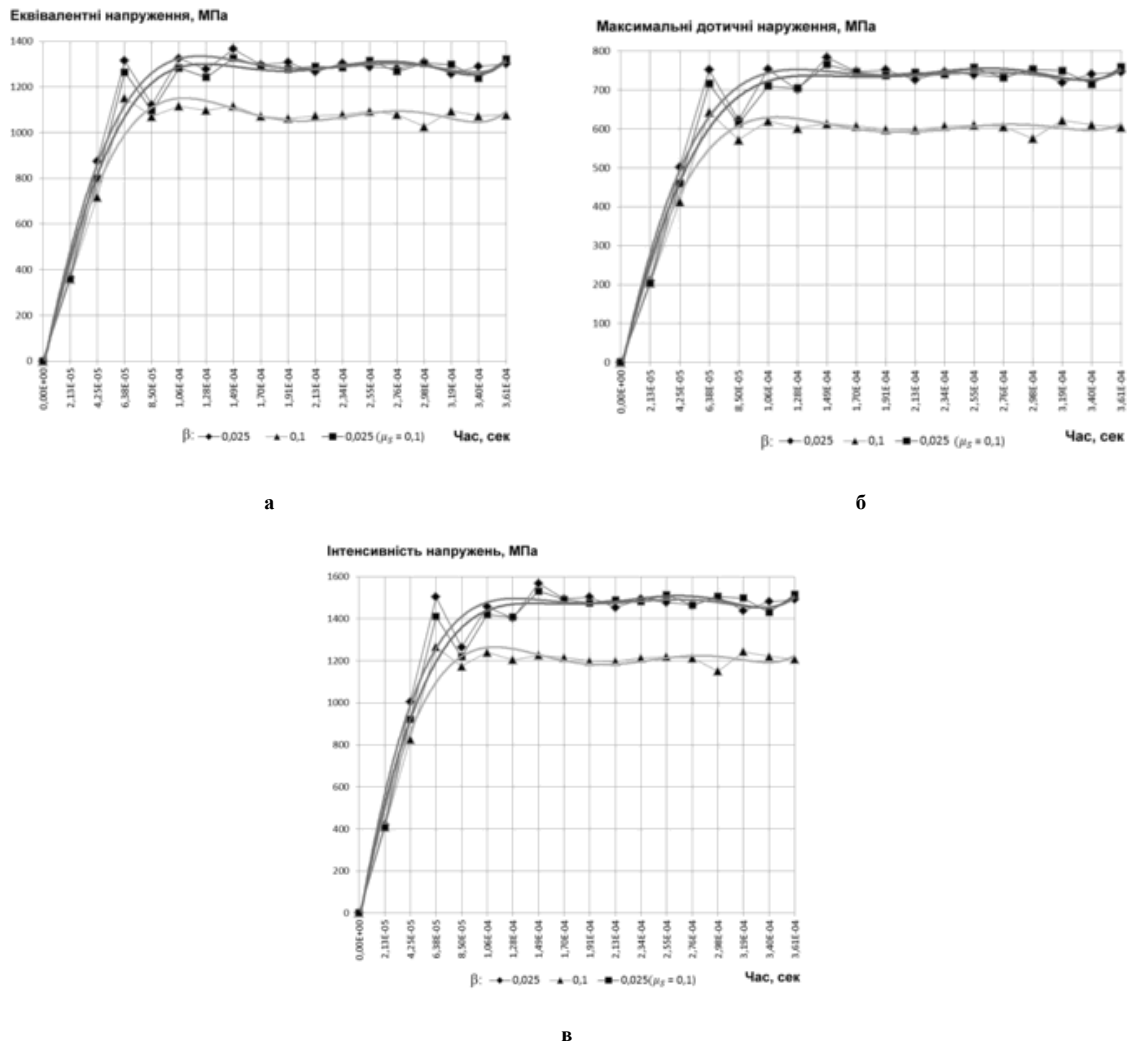 Еквівалентні напруження, МПа
1400
1200
1000
800
600
400
200
0
0,00E+00
2,13E-05
4,25E-05
6,38E-05
8,50E-05
1,06E-04
1,28E-04
1,49E-04
1,70E-04
1,91E-04
2,13E-04
2,34E-04
2,55E-04
2,76E-04
2,98E-04
3,19E-04
3,40E-04
3,61E-04
β: 0,025 0,1 0,025 (μS = 0,1) Час, сек
а
Максимальні дотичні наруження, МПа
800
700
600
500
400
300
200
100
0
0,00E+00
2,13E-05
4,25E-05
6,38E-05
8,50E-05
1,06E-04
1,28E-04
1,49E-04
1,70E-04
1,91E-04
2,13E-04
2,34E-04
2,55E-04
2,76E-04
2,98E-04
3,19E-04
3,40E-04
3,61E-04
Час, сек
β: 0,025 0,1 0,025 (μS = 0,1)
б
Інтенсивність напружень, МПа
1600
1400
1200
1000
800
600
400
200
0
0,00E+00
2,13E-05
4,25E-05
6,38E-05
8,50E-05
1,06E-04
1,28E-04
1,49E-04
1,70E-04
1,91E-04
2,13E-04
2,34E-04
2,55E-04
2,76E-04
2,98E-04
3,19E-04
3,40E-04
3,61E-04
β: 0,025 0,1 0,025(μS = 0,1) Час, сек
в